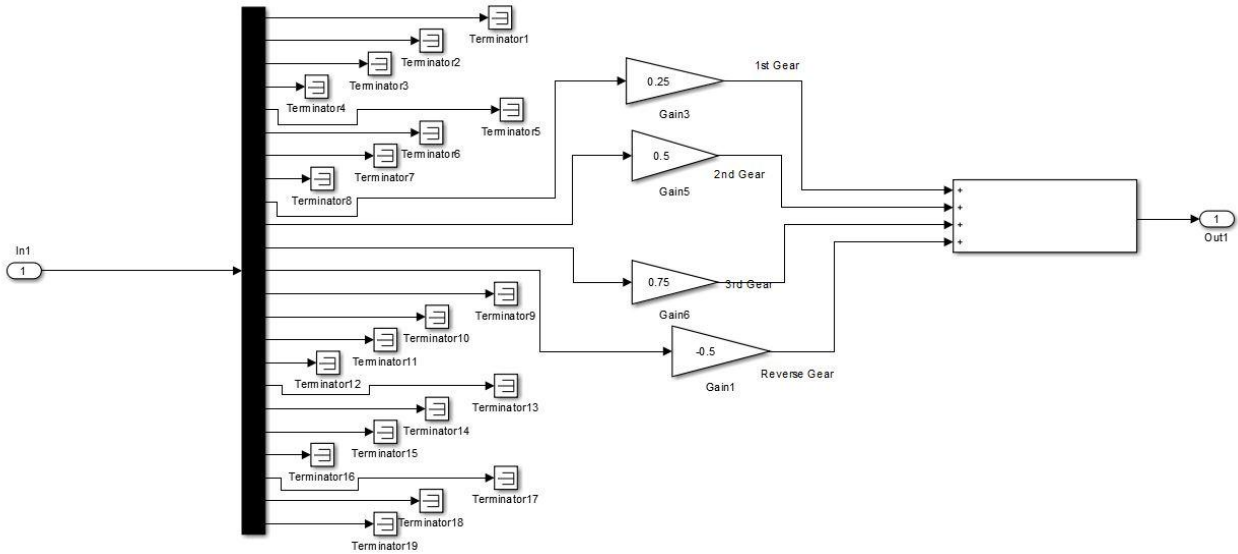 Terminator1
Terminator2
Terminator3
Terminator4
Terminator5
Terminator6
Terminator7
Terminator8
In1
1
Terminator9
Terminator10
Terminator11
Terminator12
Terminator13
Terminator14
Terminator15
Terminator16
Terminator17
Terminator18
Terminator19
0.25
Gain3
1st Gear
0.5
Gain5
2nd Gear
0.75
Gain6
3rd Gear
-0.5
Gain1
Reverse Gear
+
+
+
+
1
Out1